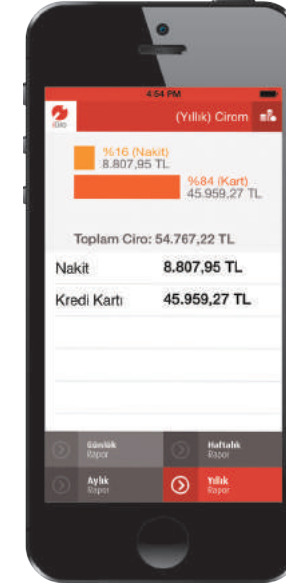 4:54 PM
iGiro
(Yıllık) Cirom
%16 (Nakit)
8.807,95 TL
%84 (Kart)
45.959,27 TL
Toplam Ciro: 54.767,22 TL
Nakit 8.807,95 TL
Kredi Kartı 45.959,27 TL
Günlük Haftalık
Rapor Rapor
Aylık Yıllık
Rapor Rapor